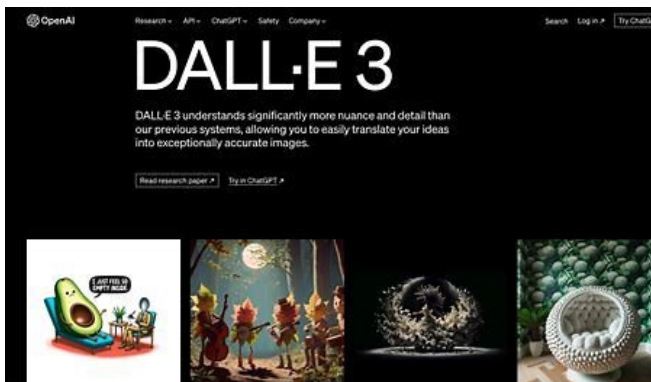 OpenAI
Research API ChatGPT Safety Company Search Log in ↗ Try ChatG
DALL·E 3
DALL·E 3 understands significantly more nuance and detail than
our previous systems, allowing you to easily translate your ideas
into exceptionally accurate images.
Read research paper ↗ Try in ChatGPT ↗
I JUST FEEL SO
EMPTY INSIDE